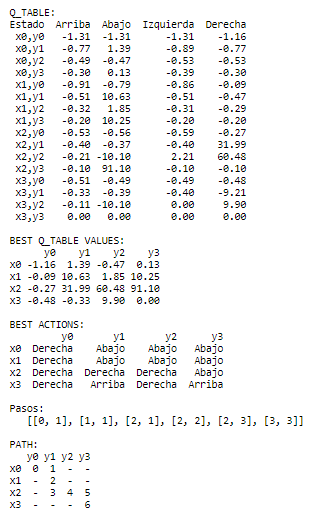 Q_TABLE:
Estado Arriba Abajo Izquierda Derecha
x0,y0 -1.31 -1.31 -1.31 -1.16
x0,y1 -0.77 1.39 -0.89 -0.77
x0,y2 -0.49 -0.47 -0.53 -0.53
x0,y3 -0.30 0.13 -0.39 -0.30
x1,y0 -0.91 -0.79 -0.86 -0.09
x1,y1 -0.51 10.63 -0.51 -0.47
x1,y2 -0.32 1.85 -0.31 -0.29
x1,y3 -0.20 10.25 -0.20 -0.20
x2,y0 -0.53 -0.56 -0.59 -0.27
x2,y1 -0.40 -0.37 -0.40 31.99
x2,y2 -0.21 -10.10 2.21 60.48
x2,y3 -0.10 91.10 -0.10 -0.10
x3,y0 -0.51 -0.49 -0.49 -0.48
x3,y1 -0.33 -0.39 -0.40 -9.21
x3,y2 -0.11 -10.10 0.00 9.90
x3,y3 0.00 0.00 0.00 0.00
BEST Q_TABLE VALUES:
y0 y1 y2 y3
x0 -1.16 1.39 -0.47 0.13
x1 -0.09 10.63 1.85 10.25
x2 -0.27 31.99 60.48 91.10
x3 -0.48 -0.33 9.90 0.00
BEST ACTIONS:
y0 y1 y2 y3
x0 Derecha Abajo Abajo Abajo
x1 Derecha Abajo Abajo Abajo
x2 Derecha Derecha Derecha Abajo
x3 Derecha Arriba Derecha Arriba
Pasos:
[[0, 1], [1, 1], [2, 1], [2, 2], [2, 3], [3, 3]]
PATH:
y0 y1 y2 y3
x0 0 1 - -
x1 - 2 - -
x2 - 3 4 5
x3 - - - 6